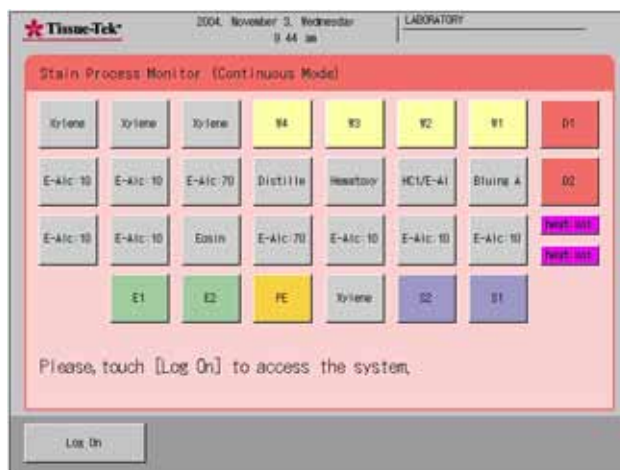 Tissue-Tek
2004. November 3. Wednesday
9 44 am
LABORATORY
Stain Process Monitor (Continuous Mode)
Xylene Xylene Xylene W4 W3 W2 W1 D1
E-Alc 10 E-Alc 10 E-Alc 70 Distille Hematoxy HCl/E-Al Bluing A D2
E-Alc 10 E-Alc 10 Eosin E-Alc 70 E-Alc 10 E-Alc 10 E-Alc 10
E1 E2 PE Xylene S2 S1
Please, touch [Log On] to access the system.
Log On